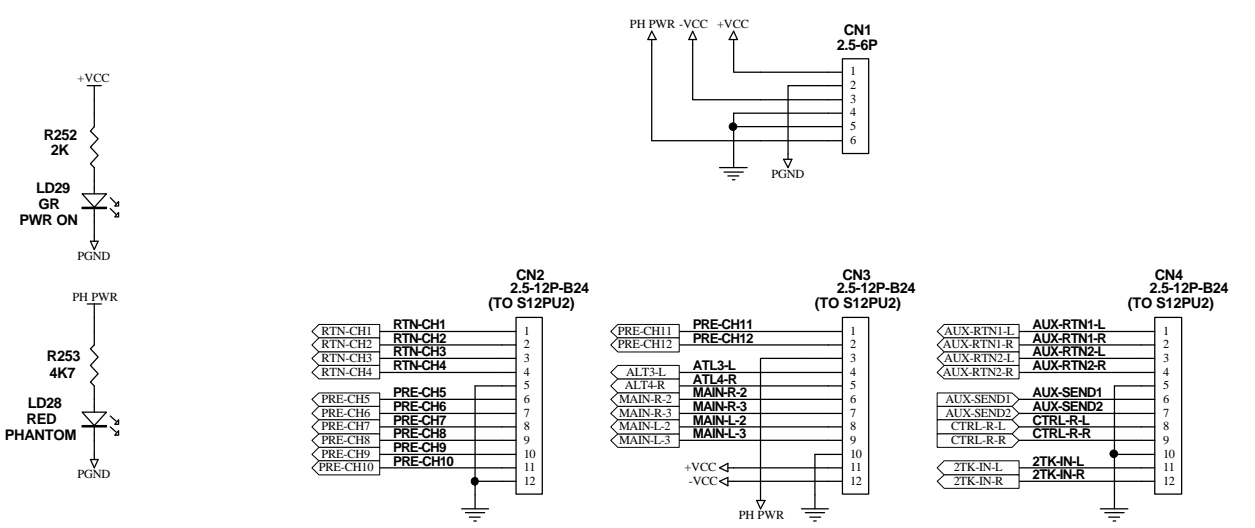 PH PWR -VCC +VCC
CN1
2.5-6P
1
2
3
4
5
6
PGND
+VCC
R252
2K
LD29
GR
PWR ON
PGND
PH PWR
R253
4K7
LD28
RED
PHANTOM
PGND
CN2
2.5-12P-B24
(TO S12PU2)
RTN-CH1 RTN-CH1 1
RTN-CH2 RTN-CH2 2
RTN-CH3 RTN-CH3 3
RTN-CH4 RTN-CH4 4
5
PRE-CH5 PRE-CH5 6
PRE-CH6 PRE-CH6 7
PRE-CH7 PRE-CH7 8
PRE-CH8 PRE-CH8 9
PRE-CH9 PRE-CH9 10
PRE-CH10 PRE-CH10 11
12
CN3
2.5-12P-B24
(TO S12PU2)
PRE-CH11 PRE-CH11 1
PRE-CH12 PRE-CH12 2
3
ALT3-L ATL3-L 4
ALT4-R ATL4-R 5
MAIN-R-2 MAIN-R-2 6
MAIN-R-3 MAIN-R-3 7
MAIN-L-2 MAIN-L-2 8
MAIN-L-3 MAIN-L-3 9
10
+VCC 11
-VCC 12
PH PWR
CN4
2.5-12P-B24
(TO S12PU2)
AUX-RTN1-L AUX-RTN1-L 1
AUX-RTN1-R AUX-RTN1-R 2
AUX-RTN2-L AUX-RTN2-L 3
AUX-RTN2-R AUX-RTN2-R 4
5
AUX-SEND1 AUX-SEND1 6
AUX-SEND2 AUX-SEND2 7
CTRL-R-L CTRL-R-L 8
CTRL-R-R CTRL-R-R 9
10
2TK-IN-L 2TK-IN-L 11
2TK-IN-R 2TK-IN-R 12